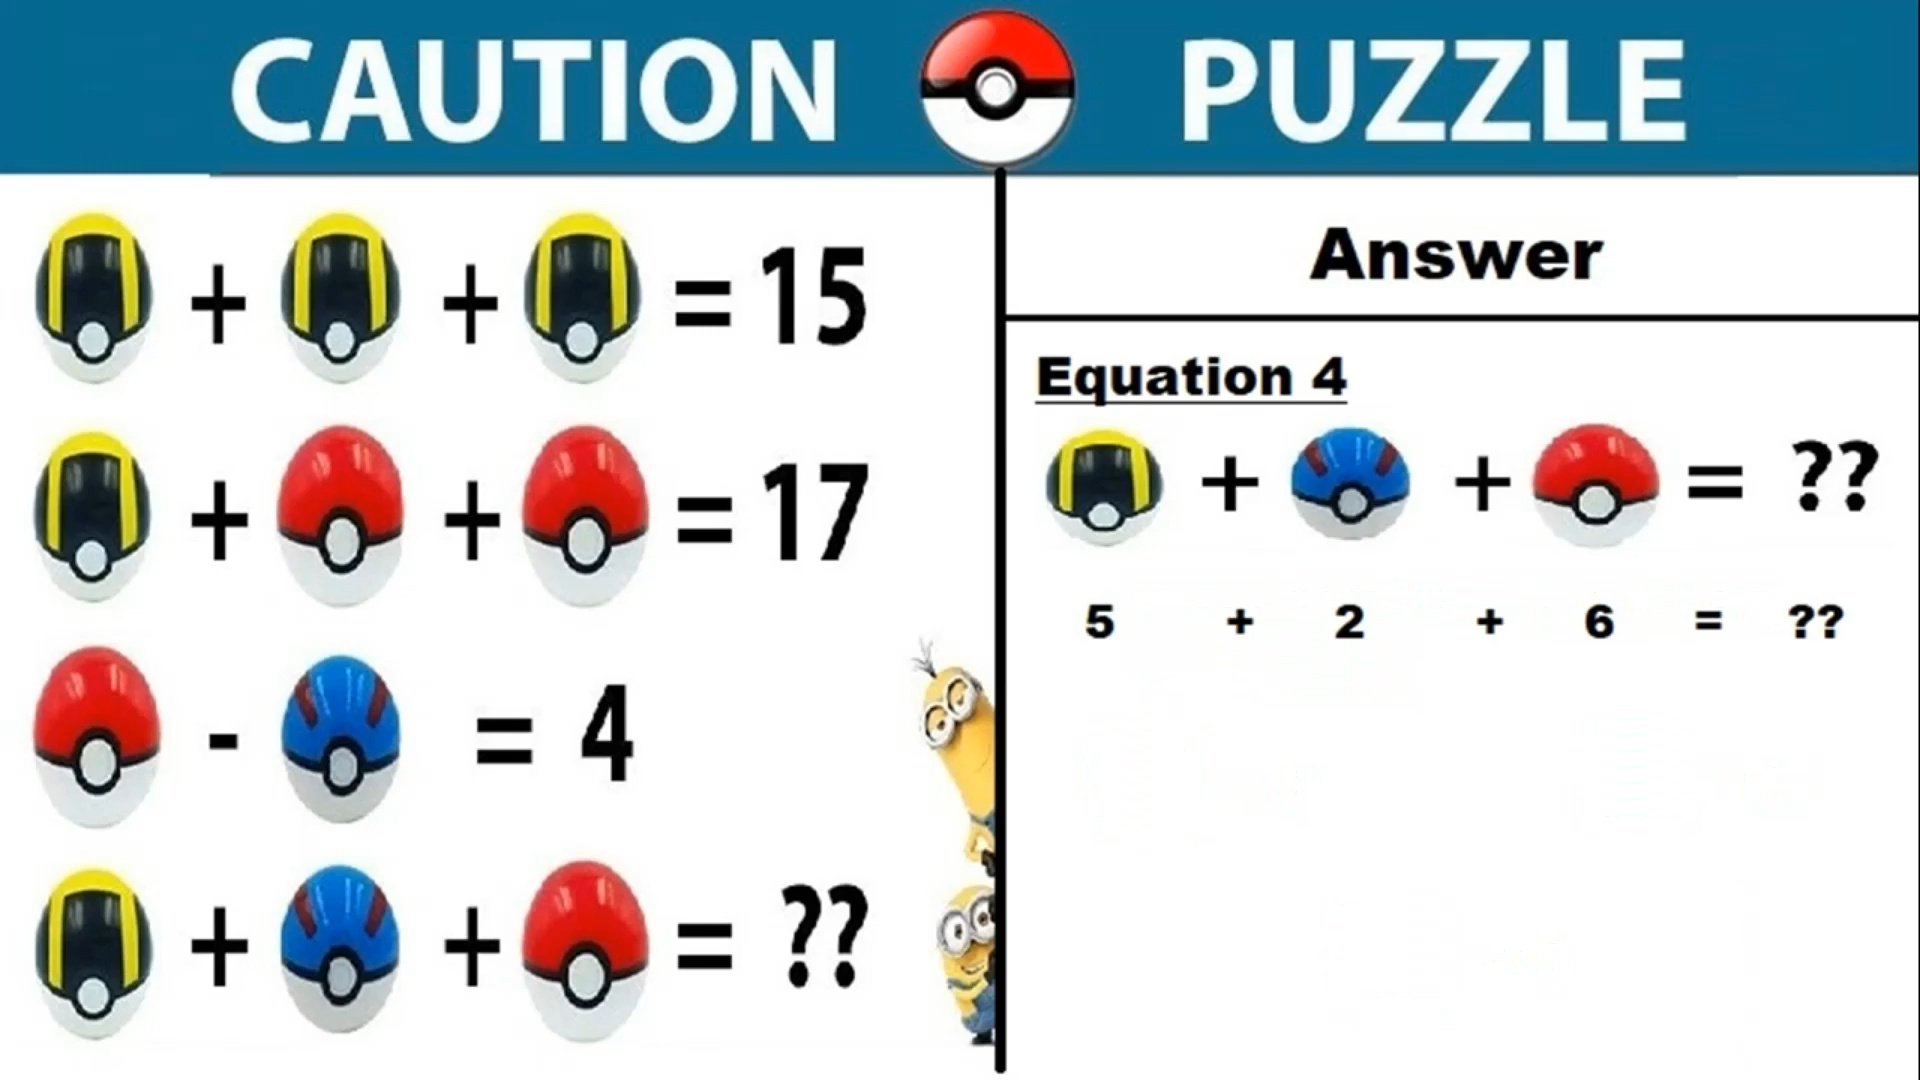 CAUTION PUZZLE
+ + = 15
+ + = 17
- = 4
+ + = ??
Answer
Equation 4
+ + = ??
5 + 2 + 6 = ??